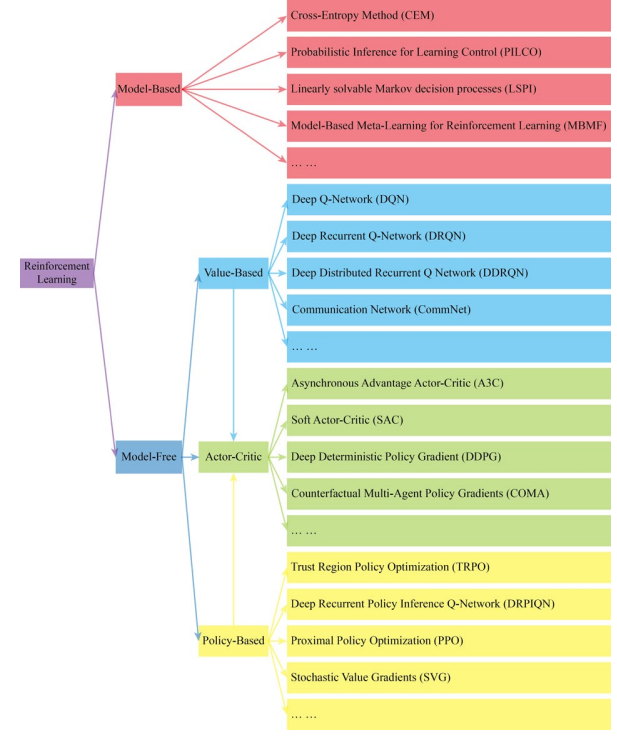 Reinforcement
Learning
Model-Based
Cross-Entropy Method (CEM)
Probabilistic Inference for Learning Control (PILCO)
Linearly solvable Markov decision processes (LSPI)
Model-Based Meta-Learning for Reinforcement Learning (MBMF)
... ...
Model-Free
Value-Based
Deep Q-Network (DQN)
Deep Recurrent Q-Network (DRQN)
Deep Distributed Recurrent Q Network (DDRQN)
Communication Network (CommNet)
... ...
Actor-Critic
Asynchronous Advantage Actor-Critic (A3C)
Soft Actor-Critic (SAC)
Deep Deterministic Policy Gradient (DDPG)
Counterfactual Multi-Agent Policy Gradients (COMA)
... ...
Policy-Based
Trust Region Policy Optimization (TRPO)
Deep Recurrent Policy Inference Q-Network (DRPIQN)
Proximal Policy Optimization (PPO)
Stochastic Value Gradients (SVG)
... ...